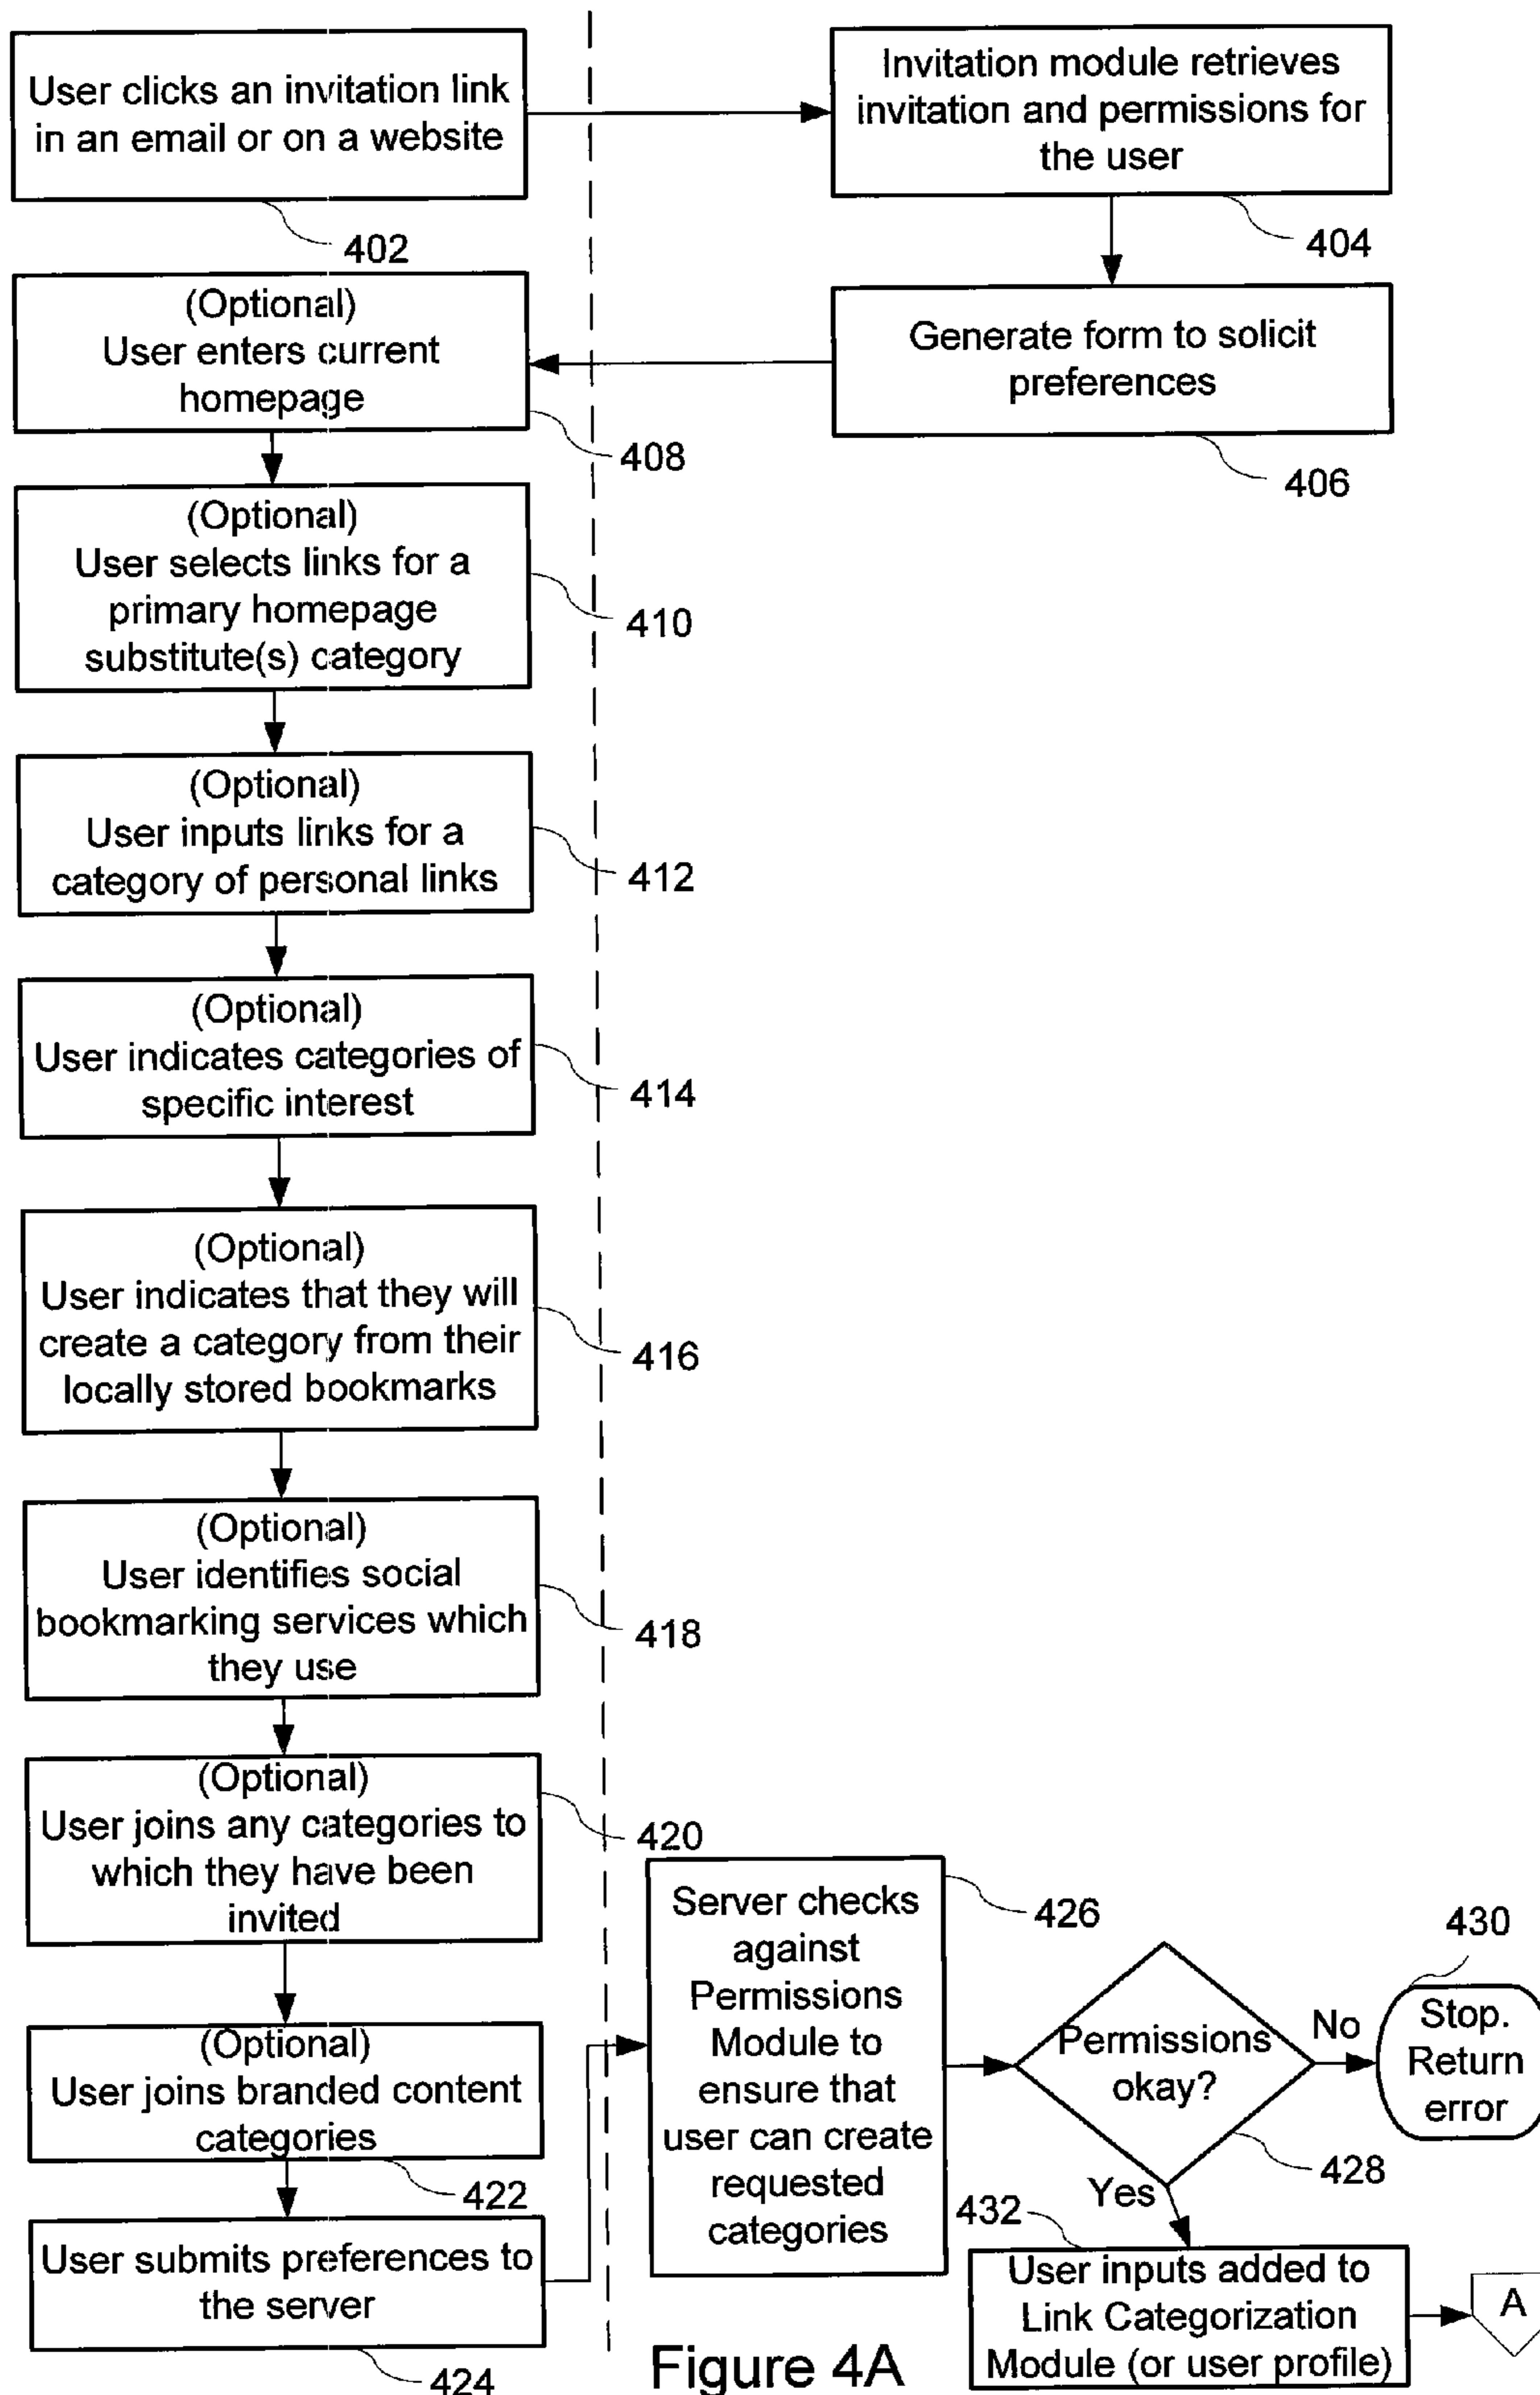 User clicks an invitation link
in an email or on a website
402
Invitation module retrieves
invitation and permissions for
the user
404
Generate form to solicit
preferences
406
(Optional)
User enters current
homepage
408
(Optional)
User selects links for a
primary homepage
substitute(s) category
410
(Optional)
User inputs links for a
category of personal links
412
(Optional)
User indicates categories of
specific interest
414
(Optional)
User indicates that they will
create a category from their
locally stored bookmarks
416
(Optional)
User identifies social
bookmarking services which
they use
418
(Optional)
User joins any categories to
which they have been
invited
420
(Optional)
User joins branded content
categories
422
User submits preferences to
the server
424
Server checks
against
Permissions
Module to
ensure that
user can create
requested
categories
426
Permissions
okay?
428
No
Stop.
Return
error
430
Yes
432
User inputs added to
Link Categorization
Module (or user profile)
A
Figure 4A